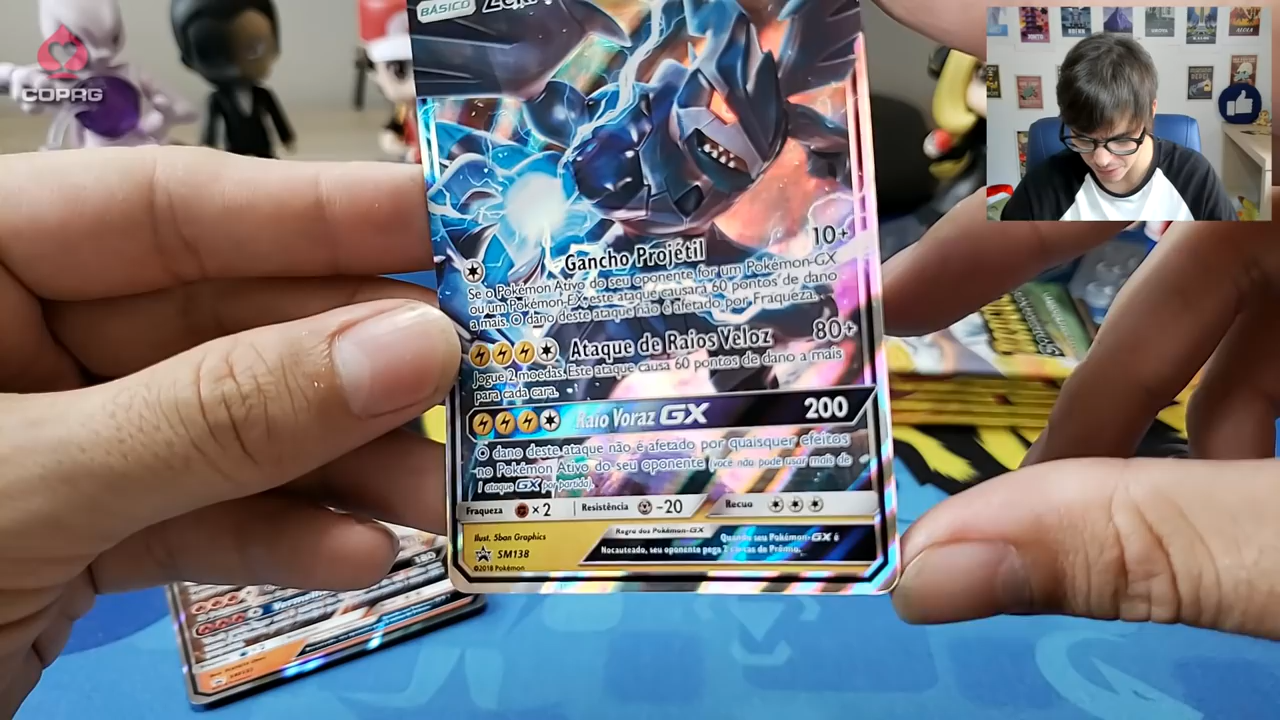 COPAG
BÁSICO
Gancho Projétil 10+
Se o Pokémon Ativo do seu oponente for um Pokémon-GX
ou um Pokémon-EX, este ataque causará 60 pontos de dano
a mais. O dano deste ataque não é afetado por Fraqueza.
Ataque de Raios Veloz 80+
Jogue 2 moedas. Este ataque causa 60 pontos de dano a mais
para cada cara.
Raio Voraz GX 200
O dano deste ataque não é afetado por quaisquer efeitos
no Pokémon Ativo do seu oponente (você não pode usar mais de
1 ataque GX por partida).
Fraqueza ×2 Resistência -20 Recuo
Ilust. 5ban Graphics
SM138
©2018 Pokémon
Regra dos Pokémon-GX
Quando seu Pokémon-GX é
Nocauteado, seu oponente pega 2 cartas de Prêmio.